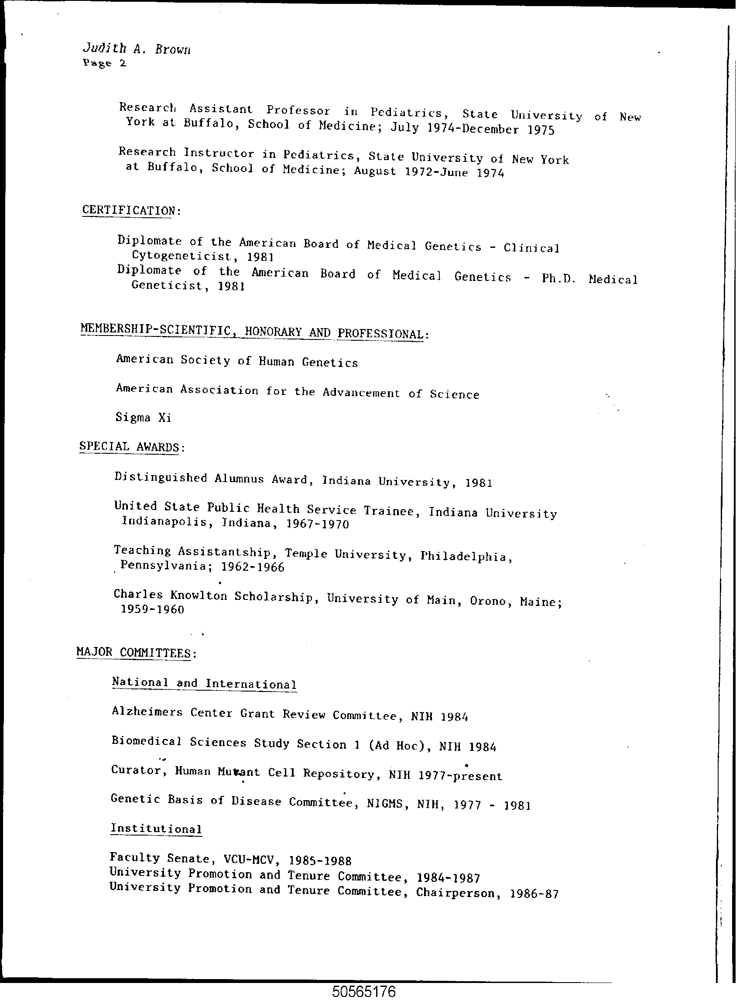 Judith A. Brown
Page 2
Research Assistant Professor in Pediatrics, State University of New
York at Buffalo, School of Medicine; July 1974-December 1975
Research Instructor in Pediatrics, State University of New York
at Buffalo, School of Medicine; August 1972-June 1974
CERTIFICATION:
Diplomate of the American Board of Medical Genetics - Clinical
Cytogeneticist, 1981
Diplomate of the American Board of Medical Genetics - Ph.D. Medical
Geneticist, 1981
MEMBERSHIP-SCIENTIFIC, HONORARY AND PROFESSIONAL:
American Society of Human Genetics
American Association for the Advancement of Science
Sigma Xi
SPECIAL AWARDS:
Distinguished Alumnus Award, Indiana University, 1981
United State Public Health Service Trainee, Indiana University
Indianapolis, Indiana, 1967-1970
Teaching Assistantship, Temple University, Philadelphia,
Pennsylvania; 1962-1966
Charles Knowlton Scholarship, University of Main, Orono, Maine;
1959-1960
MAJOR COMMITTEES:
National and International
Alzheimers Center Grant Review Committee, NIH 1984
Biomedical Sciences Study Section 1 (Ad Hoc), NIH 1984
Curator, Human Mutant Cell Repository, NIH 1977-present
Genetic Basis of Disease Committee, NIGMS, NIH, 1977 - 1981
Institutional
Faculty Senate, VCU-MCV, 1985-1988
University Promotion and Tenure Committee, 1984-1987
University Promotion and Tenure Committee, Chairperson, 1986-87
50565176